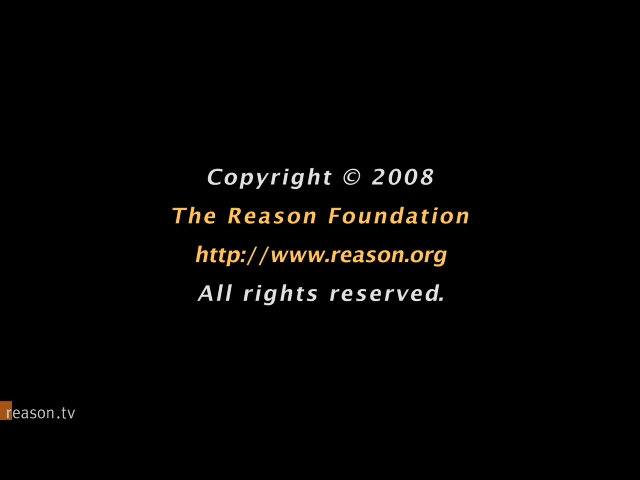 Copyright © 2008
The Reason Foundation
http://www.reason.org
All rights reserved.
reason.tv